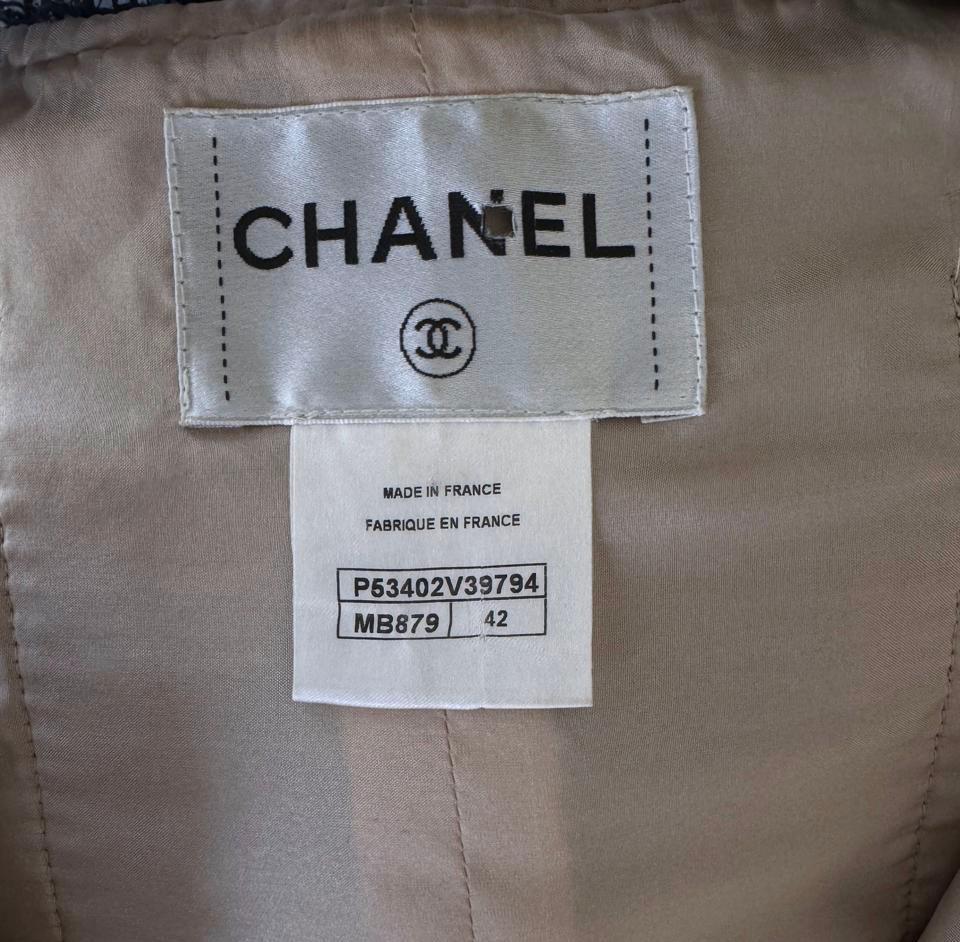 CHANEL
MADE IN FRANCE
FABRIQUE EN FRANCE
P53402V39794
MB879 42